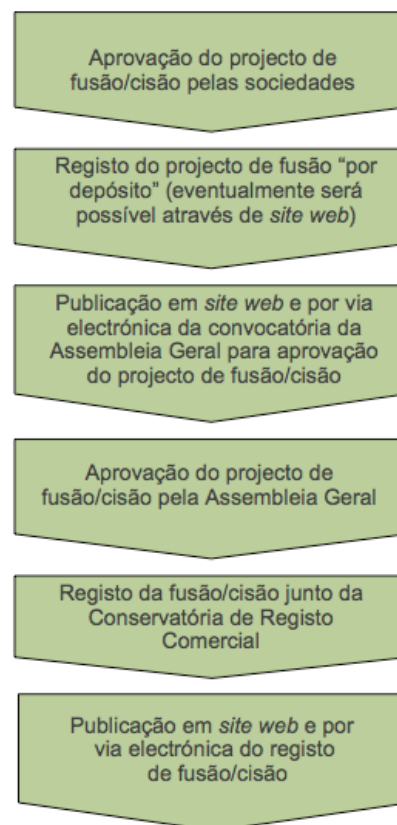 Aprovação do projecto de
fusão/cisão pelas sociedades
Registo do projecto de fusão “por
depósito” (eventualmente será
possível através de site web)
Publicação em site web e por via
electrónica da convocatória da
Assembleia Geral para aprovação
do projecto de fusão/cisão
Aprovação do projecto de
fusão/cisão pela Assembleia Geral
Registo da fusão/cisão junto da
Conservatória de Registo
Comercial
Publicação em site web e por
via electrónica do registo
de fusão/cisão